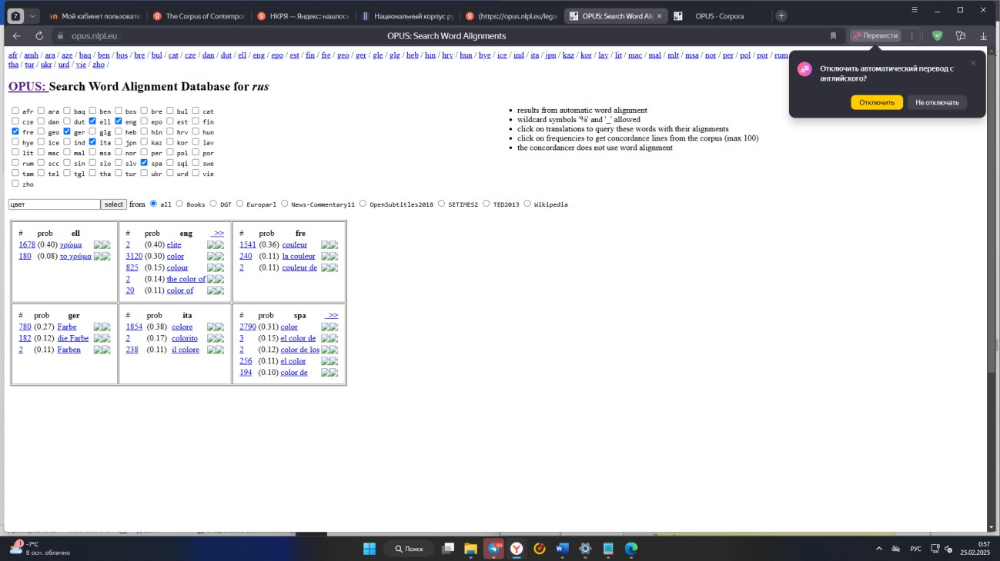 7
Мой кабинет пользовате
The Corpus of Contempor
НКРЯ — Яндекс: нашлось
Национальный корпус ру
(https://opus.nlpl.eu/lega
OPUS: Search Word Alig
OPUS - Corpora
opus.nlpl.eu
OPUS: Search Word Alignments
Перевести
afr / amh / ara / aze / baq / ben / bos / bre / bul / cat / cze / dan / dut / ell / eng / epo / est / fin / fre / geo / ger / gle / glg / heb / hin / hrv / hun / hye / ice / ind / ita / jpn / kaz / kor / lav / lit / mac / mal / mlt / msa / nor / per / pol / por / rum
tha / tur / ukr / urd / vie / zho /
Отключить автоматический перевод с
английского?
Отключить Не отключать
OPUS: Search Word Alignment Database for rus
afr ara baq ben bos bre bul cat
cze dan dut ell eng epo est fin
fre geo ger glg heb hin hrv hun
hye ice ind ita jpn kaz kor lav
lit mac mal msa nor per pol por
rum scc sin slo slv spa sqi swe
tam tel tgl tha tur ukr urd vie
zho
• results from automatic word alignment
• wildcard symbols '%' and '_' allowed
• click on translations to query these words with their alignments
• click on frequencies to get concordance lines from the corpus (max 100)
• the concordancer does not use word alignment
цвет select from all Books DGT Europarl News-Commentary11 OpenSubtitles2018 SETIMES2 TED2013 Wikipedia
# prob ell
1678 (0.40) χρώμα
180 (0.08) το χρώμα
# prob eng >>
2 (0.40) elite
3120 (0.30) color
825 (0.15) colour
2 (0.14) the color of
20 (0.11) color of
# prob fre
1541 (0.36) couleur
240 (0.11) la couleur
2 (0.11) couleur de
# prob ger
780 (0.27) Farbe
182 (0.12) die Farbe
2 (0.11) Farben
# prob ita
1854 (0.38) colore
2 (0.17) colorito
238 (0.11) il colore
# prob spa >>
2790 (0.31) color
3 (0.15) el color de
2 (0.12) color de los
256 (0.11) el color
194 (0.10) color de
1
-7°C
В осн. облачно
Поиск
34
РУС
0:57
25.02.2025